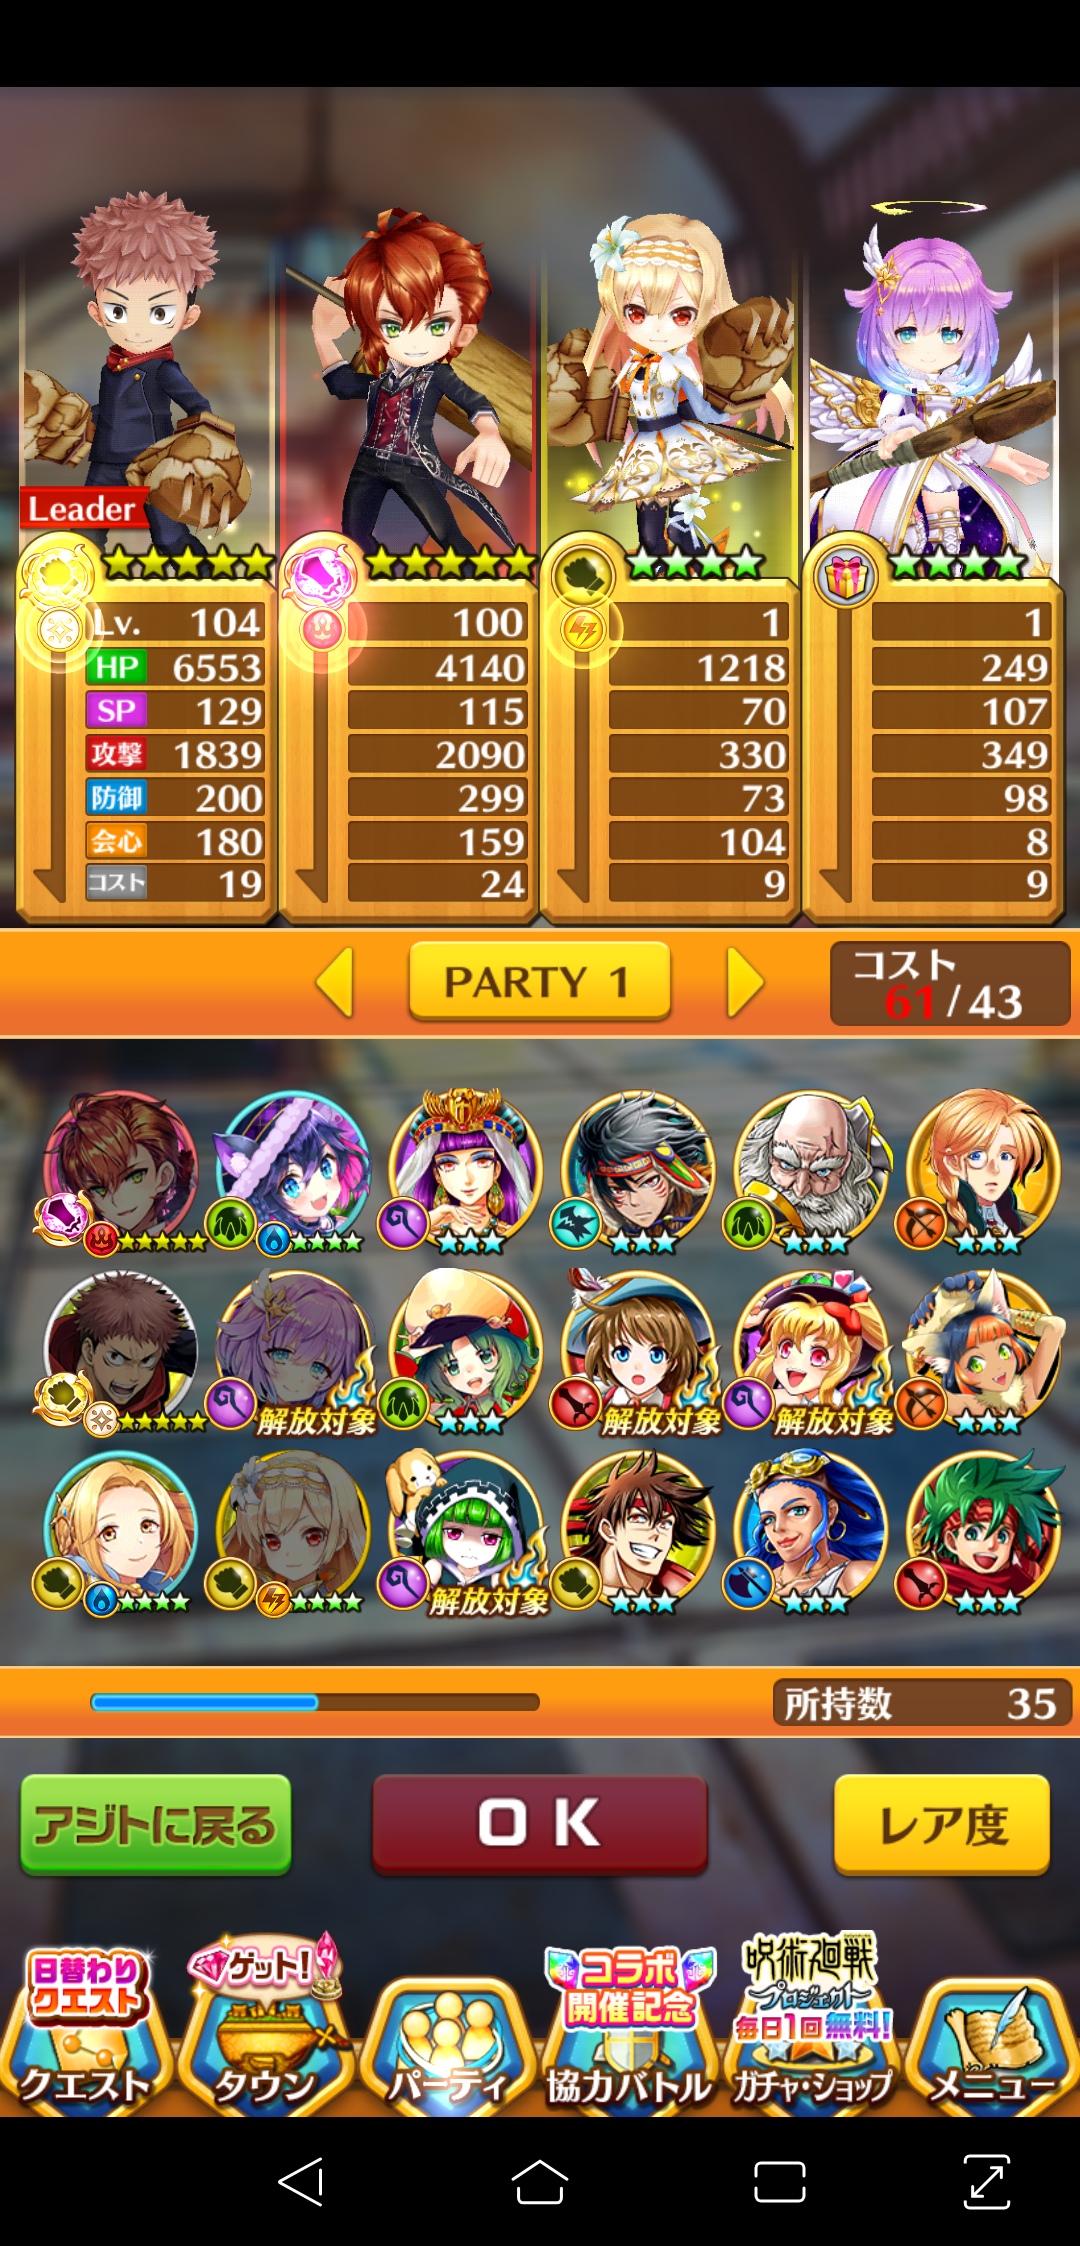 Leader
Lv. 104 100 1 1
HP 6553 4140 1218 249
SP 129 115 70 107
攻撃 1839 2090 330 349
防御 200 299 73 98
会心 180 159 104 8
コスト 19 24 9 9
PARTY 1
コスト
61/43
解放対象
解放対象
解放対象
解放対象
所持数 35
アジトに戻る
OK
レア度
日替わり
クエスト
クエスト
ゲット!
タウン
パーティ
コラボ
開催記念
協力バトル
呪術廻戦
プロジェクト
毎日1回無料!
ガチャ・ショップ
メニュー